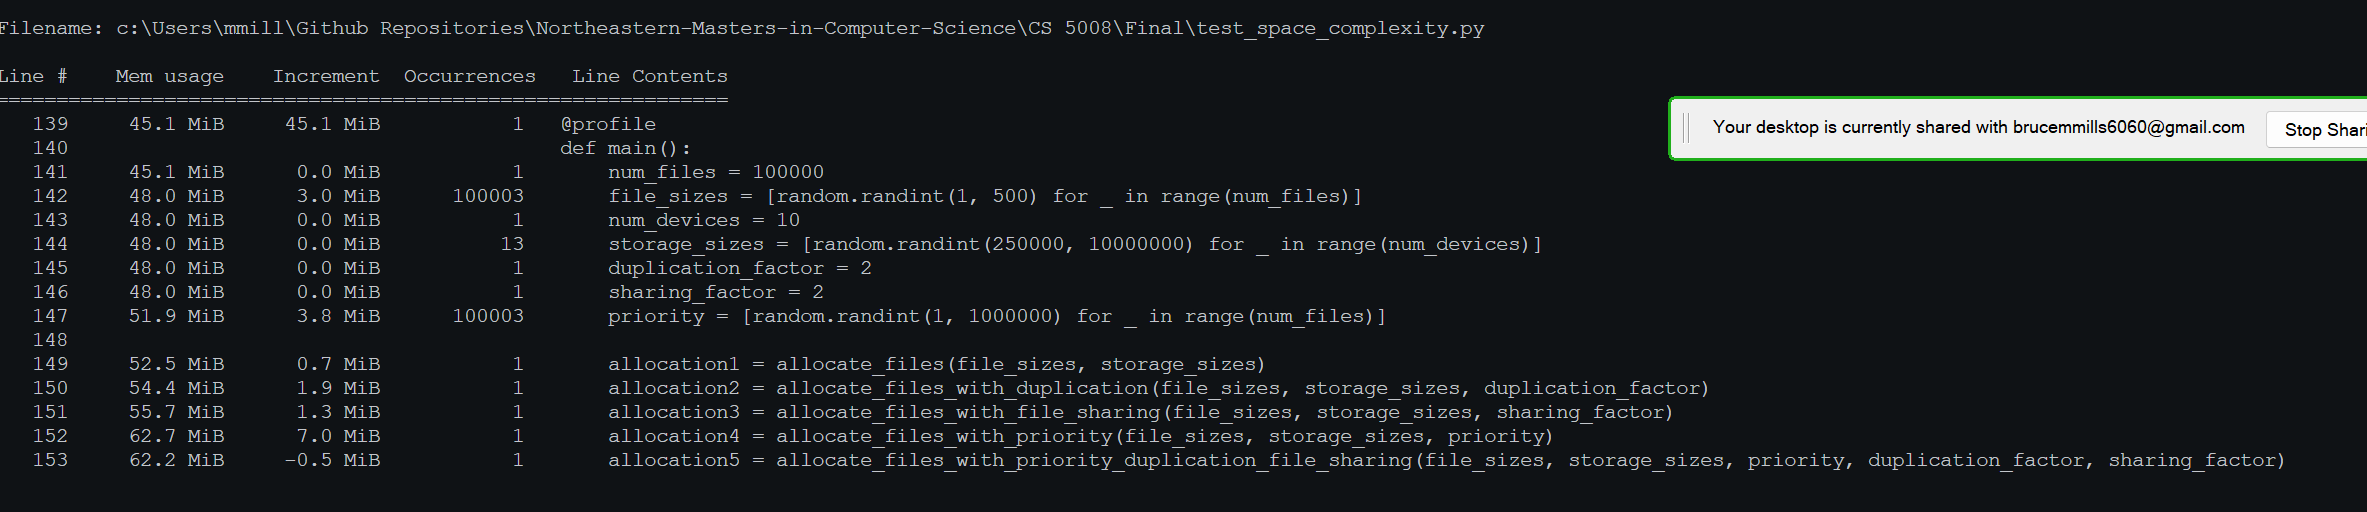 Filename: c:\Users\mmill\Github Repositories\Northeastern-Masters-in-Computer-Science\CS 5008\Final\test_space_complexity.py
Line #    Mem usage    Increment  Occurrences   Line Contents
=============================================================
   139     45.1 MiB     45.1 MiB           1   @profile
   140                                         def main():
   141     45.1 MiB      0.0 MiB           1       num_files = 100000
   142     48.0 MiB      3.0 MiB      100003       file_sizes = [random.randint(1, 500) for _ in range(num_files)]
   143     48.0 MiB      0.0 MiB           1       num_devices = 10
   144     48.0 MiB      0.0 MiB          13       storage_sizes = [random.randint(250000, 10000000) for _ in range(num_devices)]
   145     48.0 MiB      0.0 MiB           1       duplication_factor = 2
   146     48.0 MiB      0.0 MiB           1       sharing_factor = 2
   147     51.9 MiB      3.8 MiB      100003       priority = [random.randint(1, 1000000) for _ in range(num_files)]
   148
   149     52.5 MiB      0.7 MiB           1       allocation1 = allocate_files(file_sizes, storage_sizes)
   150     54.4 MiB      1.9 MiB           1       allocation2 = allocate_files_with_duplication(file_sizes, storage_sizes, duplication_factor)
   151     55.7 MiB      1.3 MiB           1       allocation3 = allocate_files_with_file_sharing(file_sizes, storage_sizes, sharing_factor)
   152     62.7 MiB      7.0 MiB           1       allocation4 = allocate_files_with_priority(file_sizes, storage_sizes, priority)
   153     62.2 MiB     -0.5 MiB           1       allocation5 = allocate_files_with_priority_duplication_file_sharing(file_sizes, storage_sizes, priority, duplication_factor, sharing_factor)
Your desktop is currently shared with brucemmills6060@gmail.com
Stop Shari